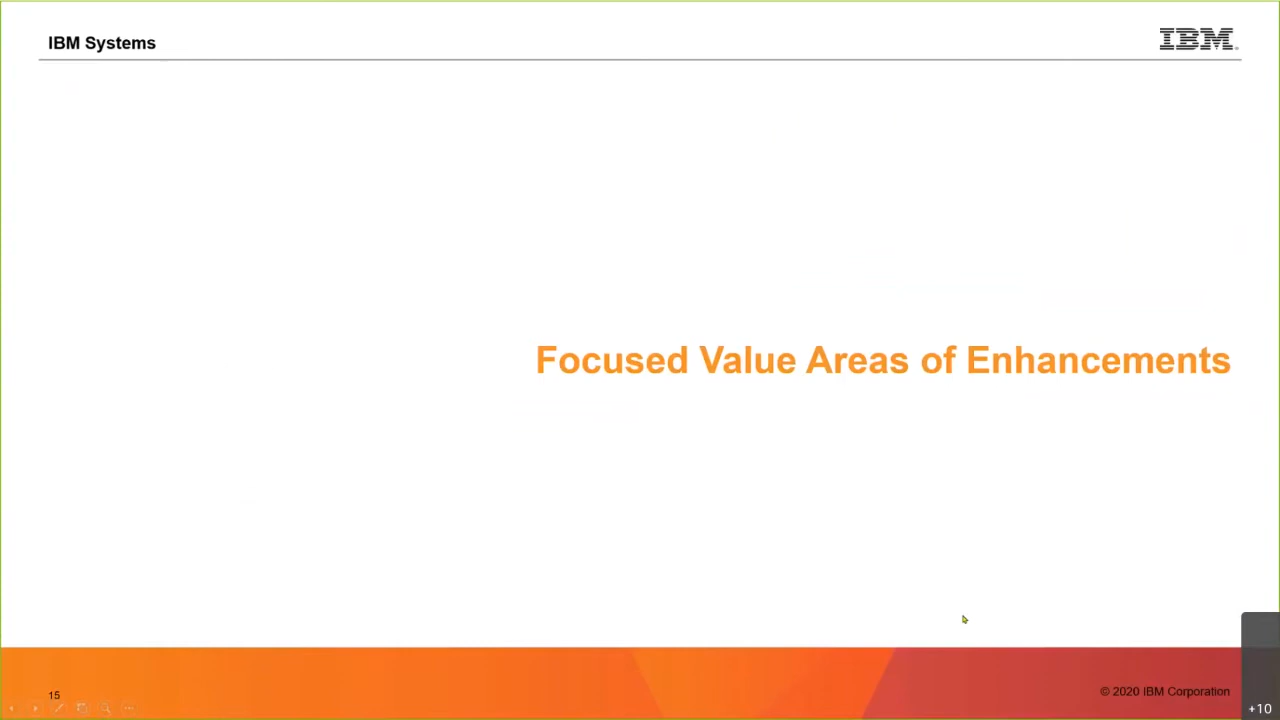 IBM Systems
IBM
Focused Value Areas of Enhancements
15
© 2020 IBM Corporation
+10